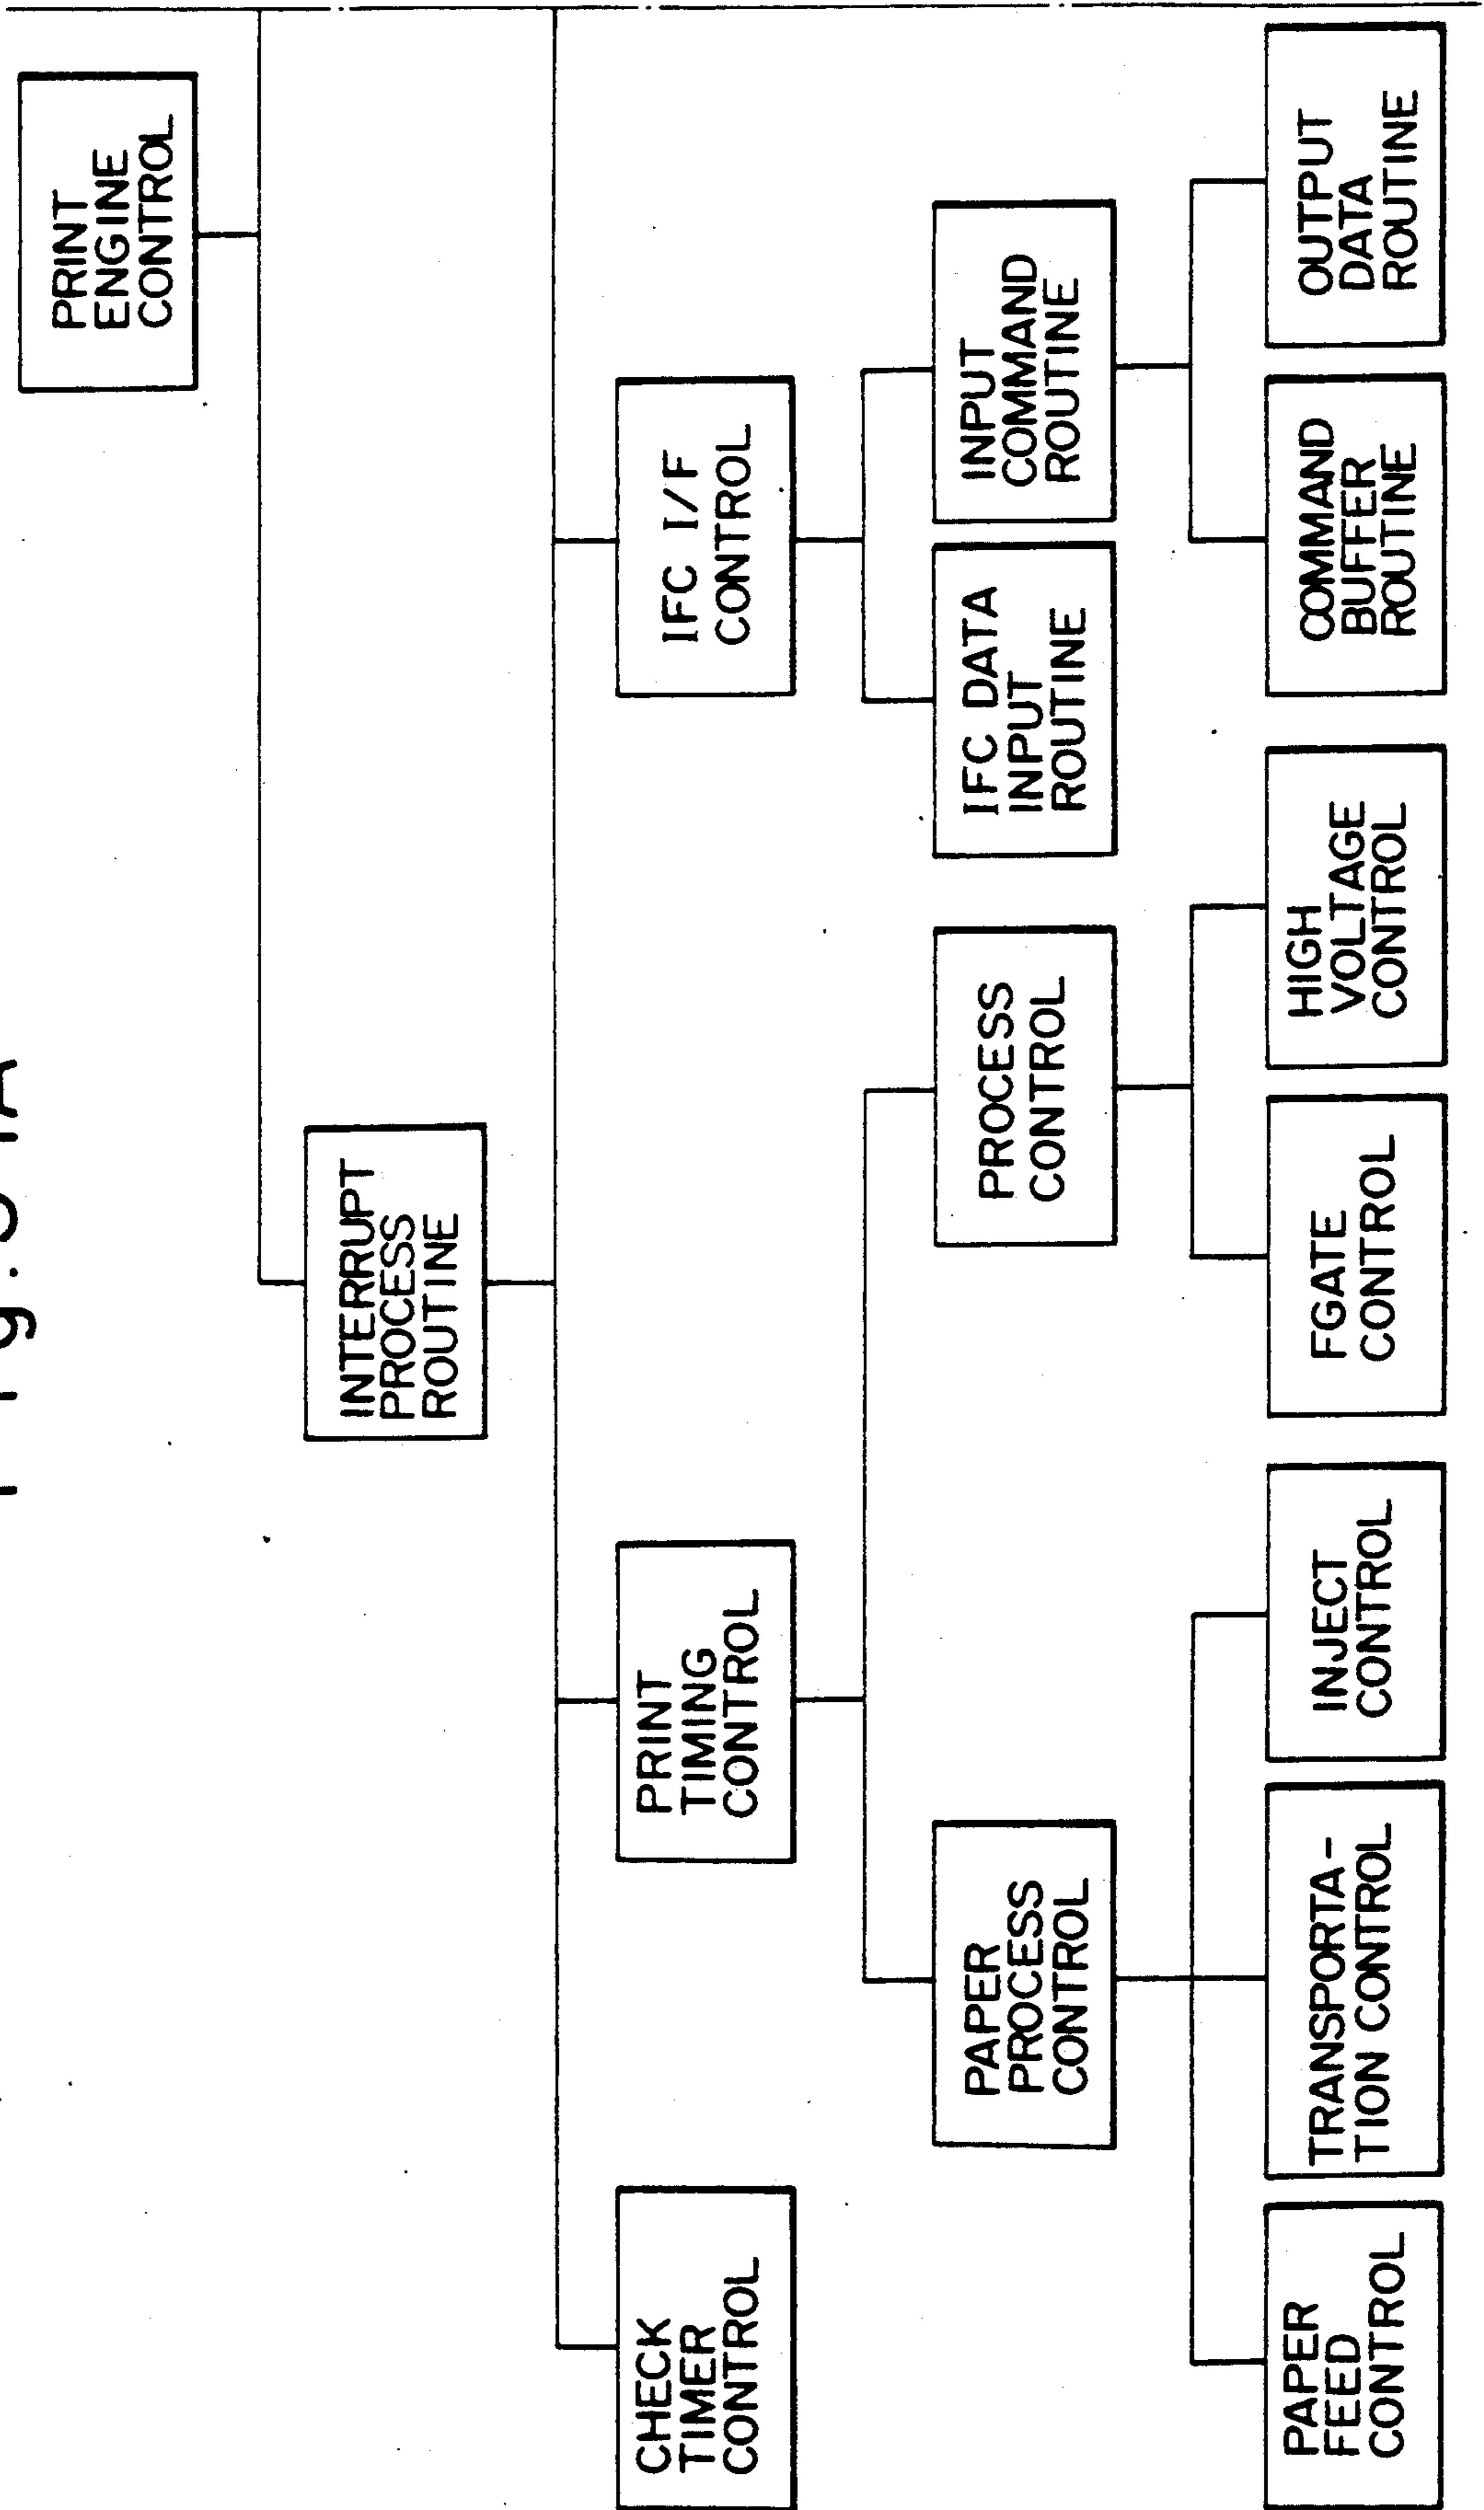 PRINT
ENGINE
CONTROL
INTERRUPT
PROCESS
ROUTINE
CHECK
TIMER
CONTROL
PRINT
TIMING
CONTROL
IFC I/F
CONTROL
PAPER
PROCESS
CONTROL
PROCESS
CONTROL
IFC DATA
INPUT
ROUTINE
INPUT
COMMAND
ROUTINE
PAPER
FEED
CONTROL
TRANSPORTA-
TION CONTROL
INJECT
CONTROL
FGATE
CONTROL
HIGH
VOLTAGE
CONTROL
COMMAND
BUFFER
ROUTINE
OUTPUT
DATA
ROUTINE